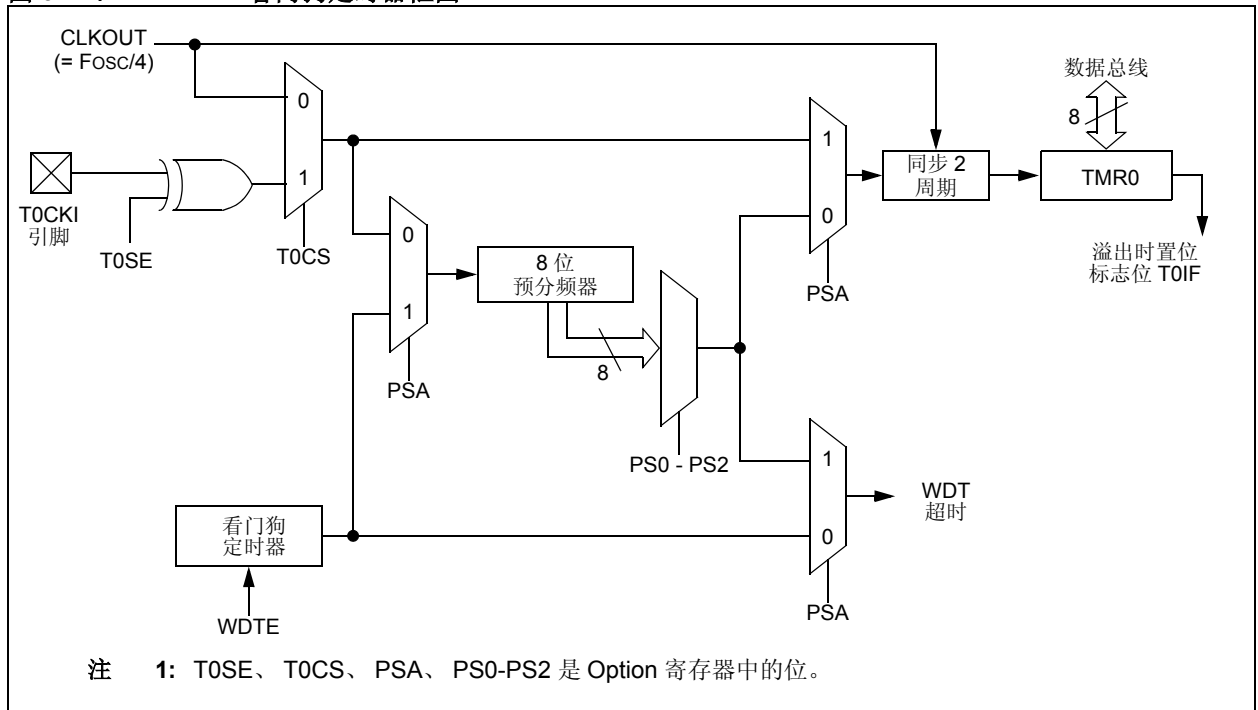 CLKOUT
(= FOSC/4)
0
1
T0CKI
引脚
T0SE
T0CS
0
1
PSA
8 位
预分频器
8
PS0 - PS2
1
0
PSA
同步 2
周期
数据总线
8
TMR0
溢出时置位
标志位 T0IF
看门狗
定时器
WDTE
1
0
PSA
WDT
超时
注 1: T0SE、 T0CS、 PSA、 PS0-PS2 是 Option 寄存器中的位。